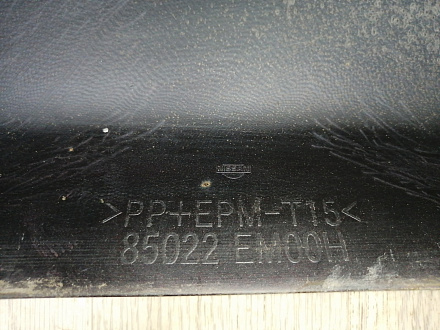 NISSAN
>PP+EPM-T15<
85022 EM00H